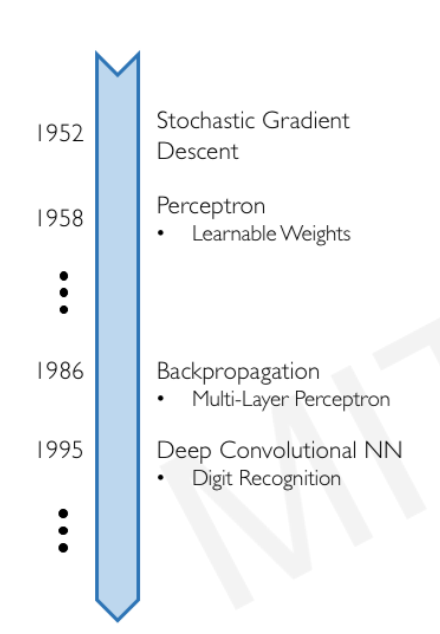 1952
Stochastic Gradient
Descent
1958
Perceptron
• Learnable Weights
1986
Backpropagation
• Multi-Layer Perceptron
1995
Deep Convolutional NN
• Digit Recognition
MIT